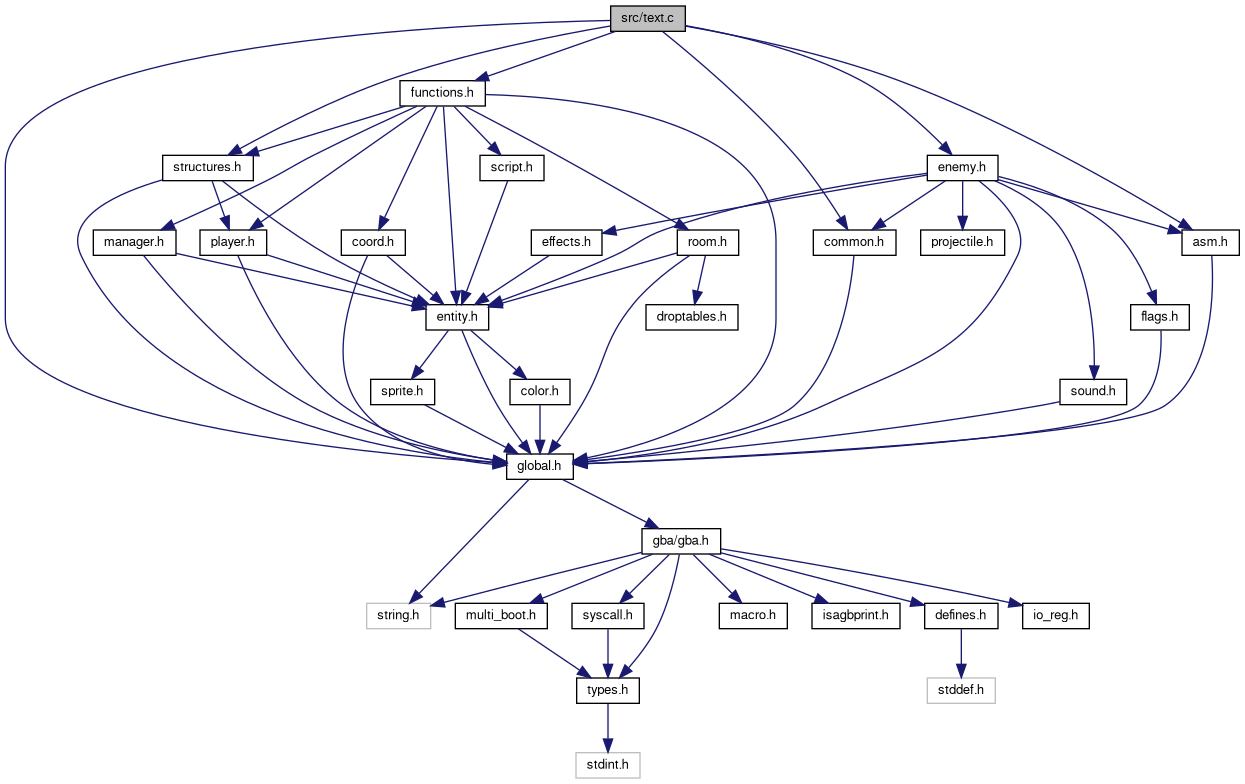 src/text.c
functions.h
structures.h
script.h
enemy.h
manager.h
player.h
coord.h
effects.h
room.h
common.h
projectile.h
asm.h
entity.h
droptables.h
flags.h
sprite.h
color.h
sound.h
global.h
gba/gba.h
string.h
multi_boot.h
syscall.h
macro.h
isagbprint.h
defines.h
io_reg.h
types.h
stddef.h
stdint.h